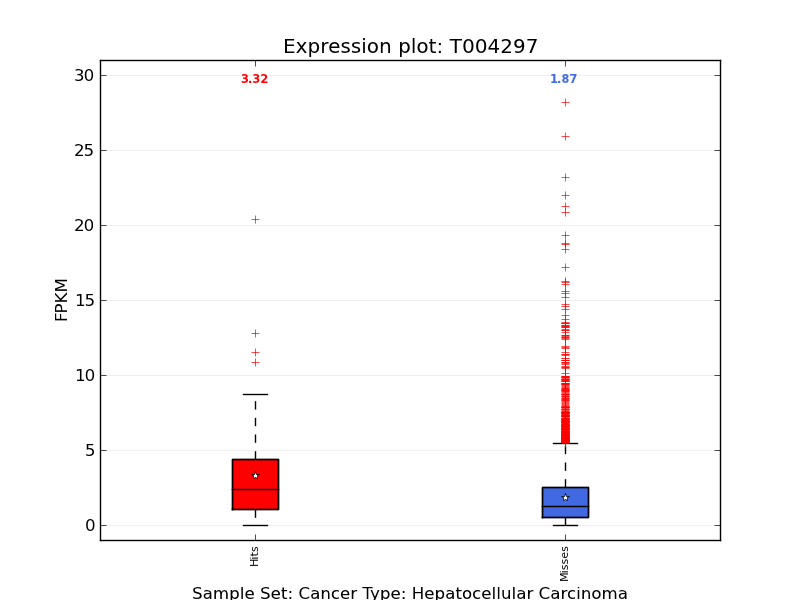 Expression plot: T004297
3.32
1.87
30
25
20
15
10
5
0
FPKM
Hits
Misses
Sample Set: Cancer Type: Hepatocellular Carcinoma